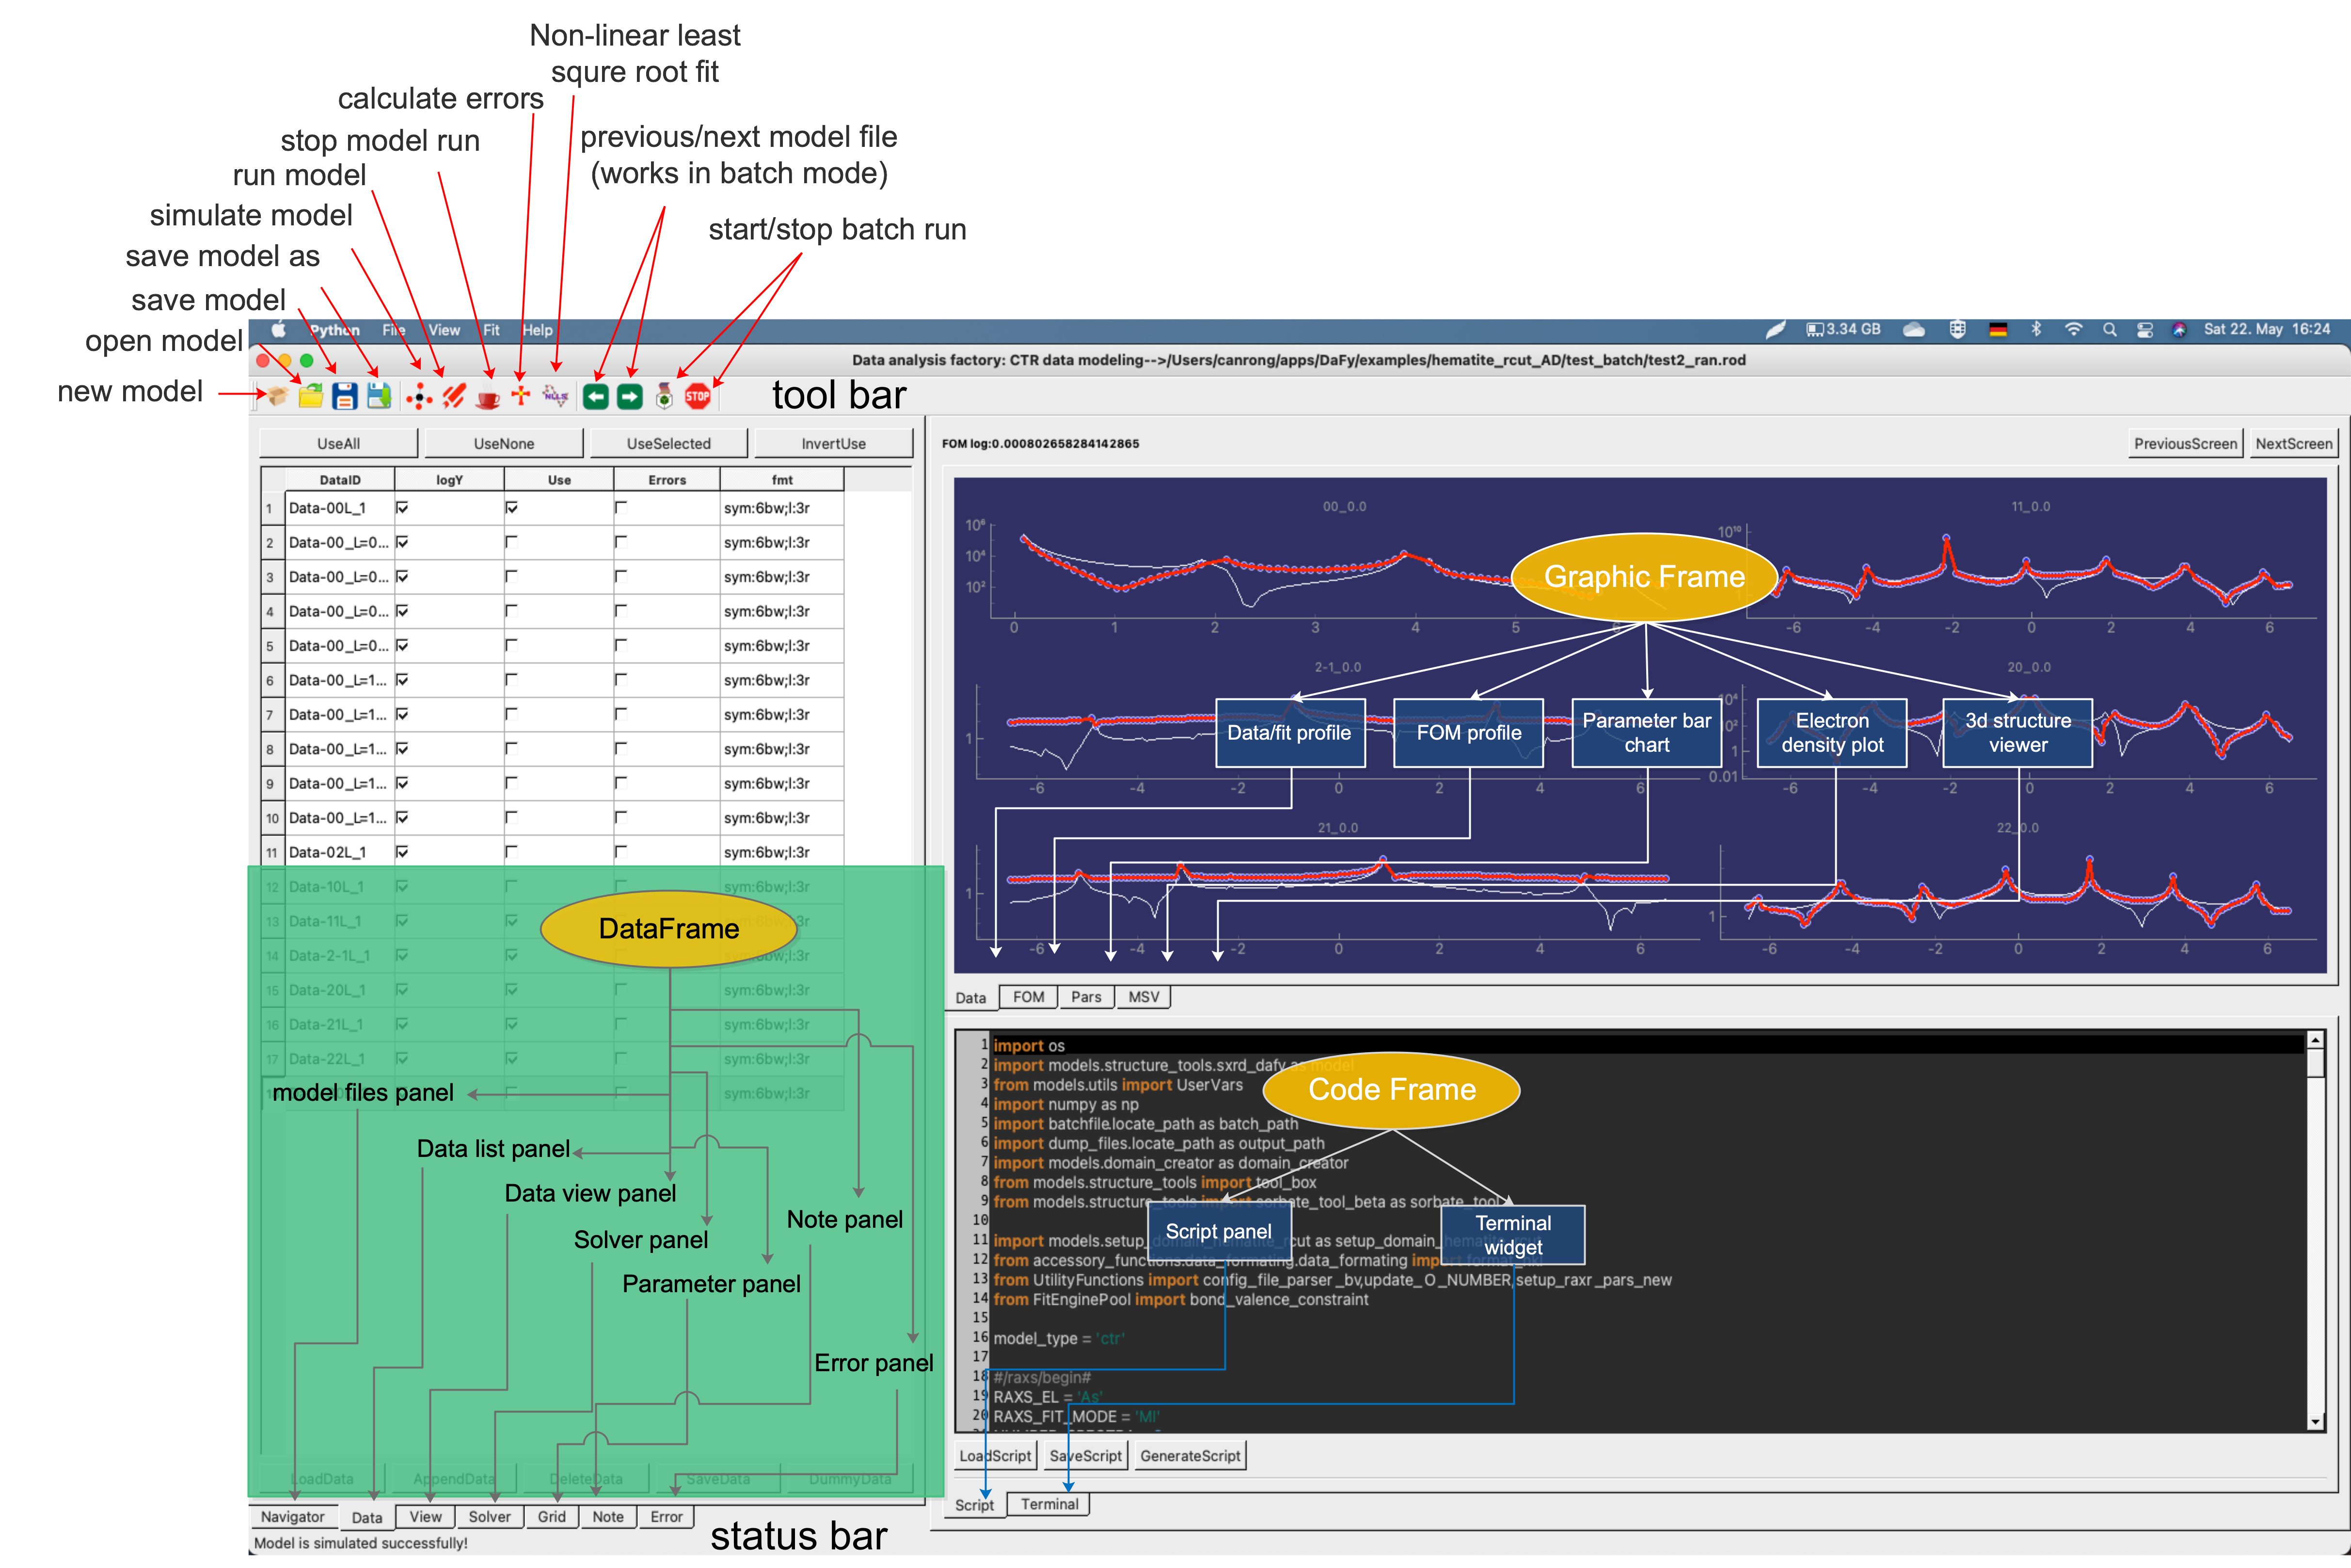 Non-linear least
squre root fit
calculate errors
stop model run
previous/next model file
(works in batch mode)
run model
simulate model
start/stop batch run
save model as
save model
open model
new model
Python File View Fit Help
3.34 GB
Sat 22. May 16:24
Data analysis factory: CTR data modeling-->/Users/canrong/apps/DaFy/examples/hematite_rcut_AD/test_batch/test2_ran.rod
NLLS
STOP
tool bar
UseAll UseNone UseSelected InvertUse
DataID logY Use Errors fmt
1 Data-00L_1 sym:6bw;l:3r
2 Data-00_L=0... sym:6bw;l:3r
3 Data-00_L=0... sym:6bw;l:3r
4 Data-00_L=0... sym:6bw;l:3r
5 Data-00_L=0... sym:6bw;l:3r
6 Data-00_L=1... sym:6bw;l:3r
7 Data-00_L=1... sym:6bw;l:3r
8 Data-00_L=1... sym:6bw;l:3r
9 Data-00_L=1... sym:6bw;l:3r
10 Data-00_L=1... sym:6bw;l:3r
11 Data-02L_1 sym:6bw;l:3r
12 Data-10L_1 sym:6bw;l:3r
13 Data-11L_1
14 Data-2-1L_1
15 Data-20L_1 sym:6bw;l:3r
16 Data-21L_1 sym:6bw;l:3r
17 Data-22L_1 sym:6bw;l:3r
sym:6bw;l:3r
DataFrame
model files panel
Data list panel
Data view panel
Note panel
Solver panel
Parameter panel
Error panel
LoadData AppendData DeleteData SaveData DummyData
Navigator Data View Solver Grid Note Error
status bar
Model is simulated successfully!
FOM log:0.000802658284142865
PreviousScreen NextScreen
00_0.0
10⁶
10⁴
10²
0 1 2 3 4 5 6
11_0.0
10¹⁰
-6 -4 -2 0 2 4 6
Graphic Frame
2-1_0.0
1
-6 -4 -2 0 2 4 6
20_0.0
10⁴
10²
1
0.01
-6 -4 -2 0 2 4 6
Data/fit profile
FOM profile
Parameter bar
chart
Electron
density plot
3d structure
viewer
21_0.0
1
-6 -4 -2 0 2 4 6
22_0.0
1
-6 -4 -2 0 2 4 6
Data FOM Pars MSV
1 import os
2 import models.structure_tools.sxrd_dafy as model
3 from models.utils import UserVars
4 import numpy as np
5 import batchfile.locate_path as batch_path
6 import dump_files.locate_path as output_path
7 import models.domain_creator as domain_creator
8 from models.structure_tools import tool_box
9 from models.structure_tools import sorbate_tool_beta as sorbate_tool
10
11 import models.setup_domain_hematite_rcut as setup_domain_hematite_rcut
12 from accessory_functions.data_formating.data_formating import format_hkl
13 from UtilityFunctions import config_file_parser_bv,update_O_NUMBER,setup_raxr_pars_new
14 from FitEnginePool import bond_valence_constraint
15
16 model_type = 'ctr'
17
18 #/raxs/begin#
19 RAXS_EL = 'As'
20 RAXS_FIT_MODE = 'MI'
Code Frame
Script panel
Terminal
widget
LoadScript SaveScript GenerateScript
Script Terminal